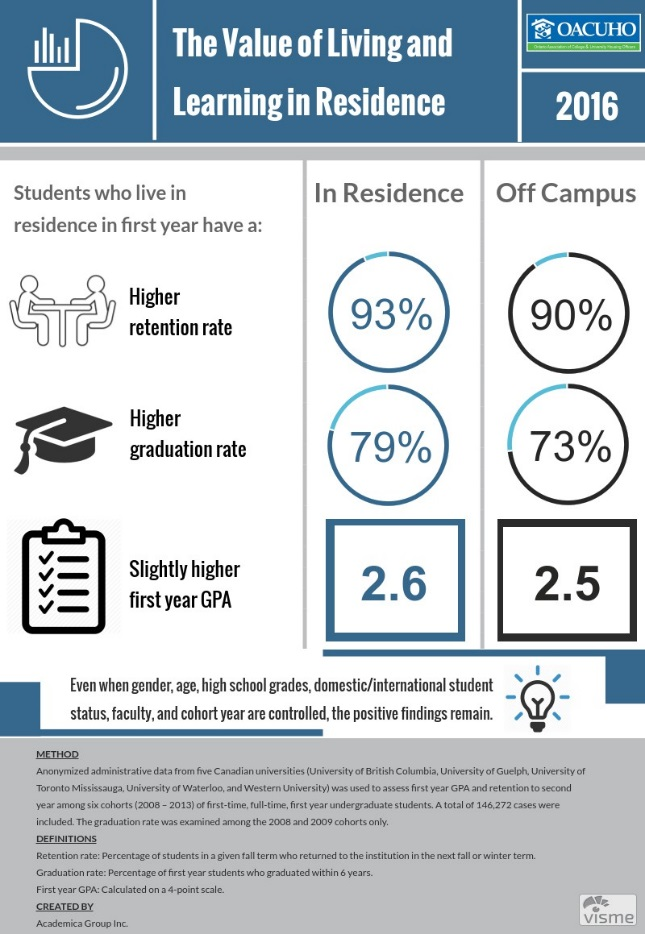 The Value of Living and
Learning in Residence
OACUHO
Ontario Association of College & University Housing Officers
2016
Students who live in
residence in first year have a:
In Residence
Off Campus
Higher
retention rate
93%
90%
Higher
graduation rate
79%
73%
Slightly higher
first year GPA
2.6
2.5
Even when gender, age, high school grades, domestic/international student
status, faculty, and cohort year are controlled, the positive findings remain.
METHOD
Anonymized administrative data from five Canadian universities (University of British Columbia, University of Guelph, University of
Toronto Mississauga, University of Waterloo, and Western University) was used to assess first year GPA and retention to second
year among six cohorts (2008 – 2013) of first-time, full-time, first year undergraduate students. A total of 146,272 cases were
included. The graduation rate was examined among the 2008 and 2009 cohorts only.
DEFINITIONS
Retention rate: Percentage of students in a given fall term who returned to the institution in the next fall or winter term.
Graduation rate: Percentage of first year students who graduated within 6 years.
First year GPA: Calculated on a 4-point scale.
CREATED BY
Academica Group Inc.
visme